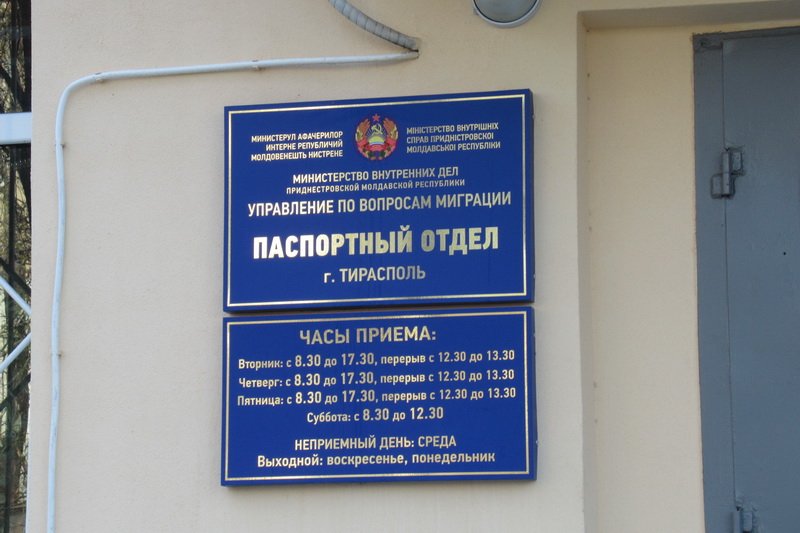 МИНИСТЕРУЛ АФАЧЕРИЛОР
ИНТЕРНЕ РЕПУБЛИЧИЙ
МОЛДОВЕНЕШТЬ НИСТРЕНЕ
МІНІСТЕРСТВО ВНУТРІШНІХ
СПРАВ ПРИДНІСТРОВСЬКОЇ
МОЛДАВСЬКОЇ РЕСПУБЛІКИ
МИНИСТЕРСТВО ВНУТРЕННИХ ДЕЛ
ПРИДНЕСТРОВСКОЙ МОЛДАВСКОЙ РЕСПУБЛИКИ
УПРАВЛЕНИЕ ПО ВОПРОСАМ МИГРАЦИИ
ПАСПОРТНЫЙ ОТДЕЛ
г. ТИРАСПОЛЬ
ЧАСЫ ПРИЕМА:
Вторник: с 8.30 до 17.30, перерыв с 12.30 до 13.30
Четверг: с 8.30 до 17.30, перерыв с 12.30 до 13.30
Пятница: с 8.30 до 17.30, перерыв с 12.30 до 13.30
Суббота: с 8.30 до 12.30
НЕПРИЕМНЫЙ ДЕНЬ: СРЕДА
Выходной: воскресенье, понедельник